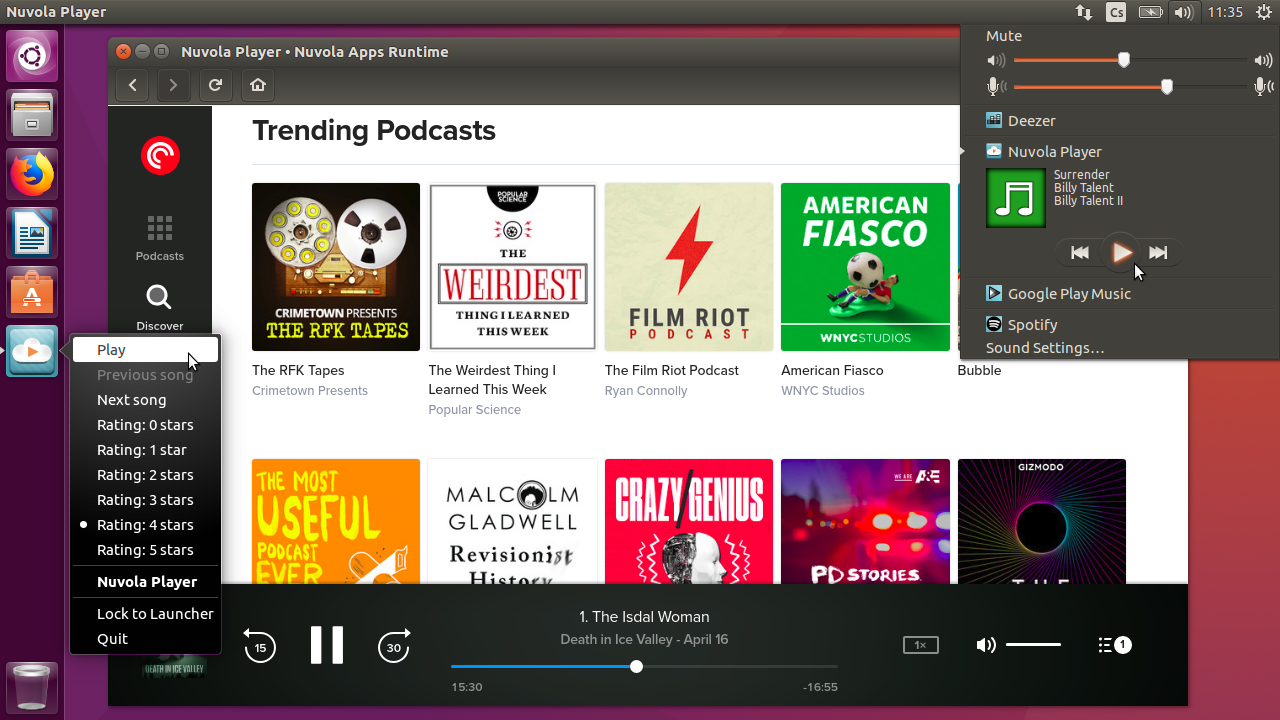 Nuvola Player
Cs
11:35
Nuvola Player • Nuvola Apps Runtime
Mute
Deezer
Nuvola Player
Surrender
Billy Talent
Billy Talent II
Google Play Music
Spotify
Sound Settings…
Podcasts
Discover
Trending Podcasts
CRIMETOWN PRESENTS
THE RFK TAPES
POPULAR
SCIENCE
THE
WEIRDEST
THING I LEARNED
THIS WEEK
FILM RIOT
PODCAST
AMERICAN
FIASCO
WNYCSTUDIOS
The RFK Tapes
Crimetown Presents
The Weirdest Thing I
Learned This Week
Popular Science
The Film Riot Podcast
Ryan Connolly
American Fiasco
WNYC Studios
Bubble
THE MOST
USEFUL
PODCAST
EVER
MALCOLM
GLADWELL
Revisionist
History
CRAZY/GENIUS
WE ARE A&E
PD STORIES
GIZMODO
THE
Play
Previous song
Next song
Rating: 0 stars
Rating: 1 star
Rating: 2 stars
Rating: 3 stars
Rating: 4 stars
Rating: 5 stars
Nuvola Player
Lock to Launcher
Quit
DEATH IN ICE VALLEY
15
30
1. The Isdal Woman
Death in Ice Valley - April 16
15:30
-16:55
1×
1